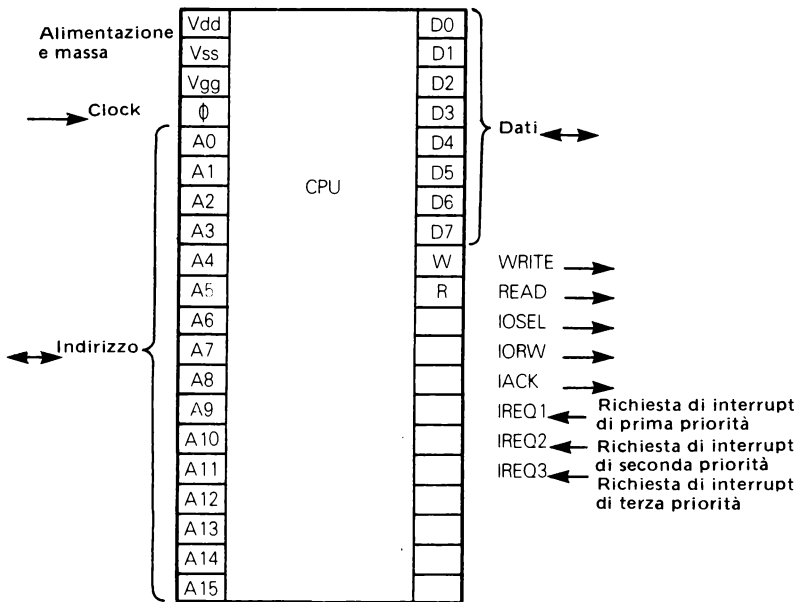 Alimentazione
e massa
Clock
Indirizzo
Vdd
Vss
Vgg
ϕ
A0
A1
A2
A3
A4
A5
A6
A7
A8
A9
A10
A11
A12
A13
A14
A15
CPU
D0
D1
D2
D3
D4
D5
D6
D7
W
R
Dati
WRITE
READ
IOSEL
IORW
IACK
IREQ1
Richiesta di interrupt
di prima priorità
IREQ2
Richiesta di interrupt
di seconda priorità
IREQ3
Richiesta di interrupt
di terza priorità